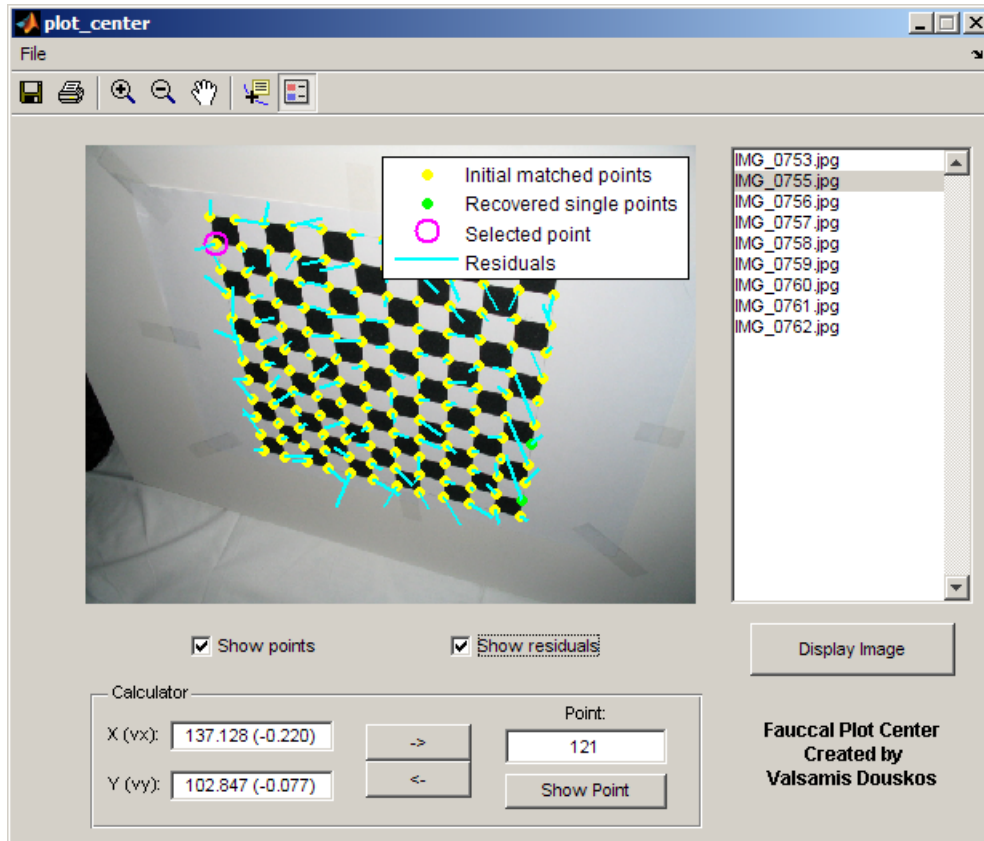 plot_center
File
Initial matched points
Recovered single points
Selected point
Residuals
IMG_0753.jpg
IMG_0755.jpg
IMG_0756.jpg
IMG_0757.jpg
IMG_0758.jpg
IMG_0759.jpg
IMG_0760.jpg
IMG_0761.jpg
IMG_0762.jpg
Show points
Show residuals
Display Image
Calculator
X (vx): 137.128 (-0.220)
Y (vy): 102.847 (-0.077)
->
<-
Point:
121
Show Point
Fauccal Plot Center
Created by
Valsamis Douskos